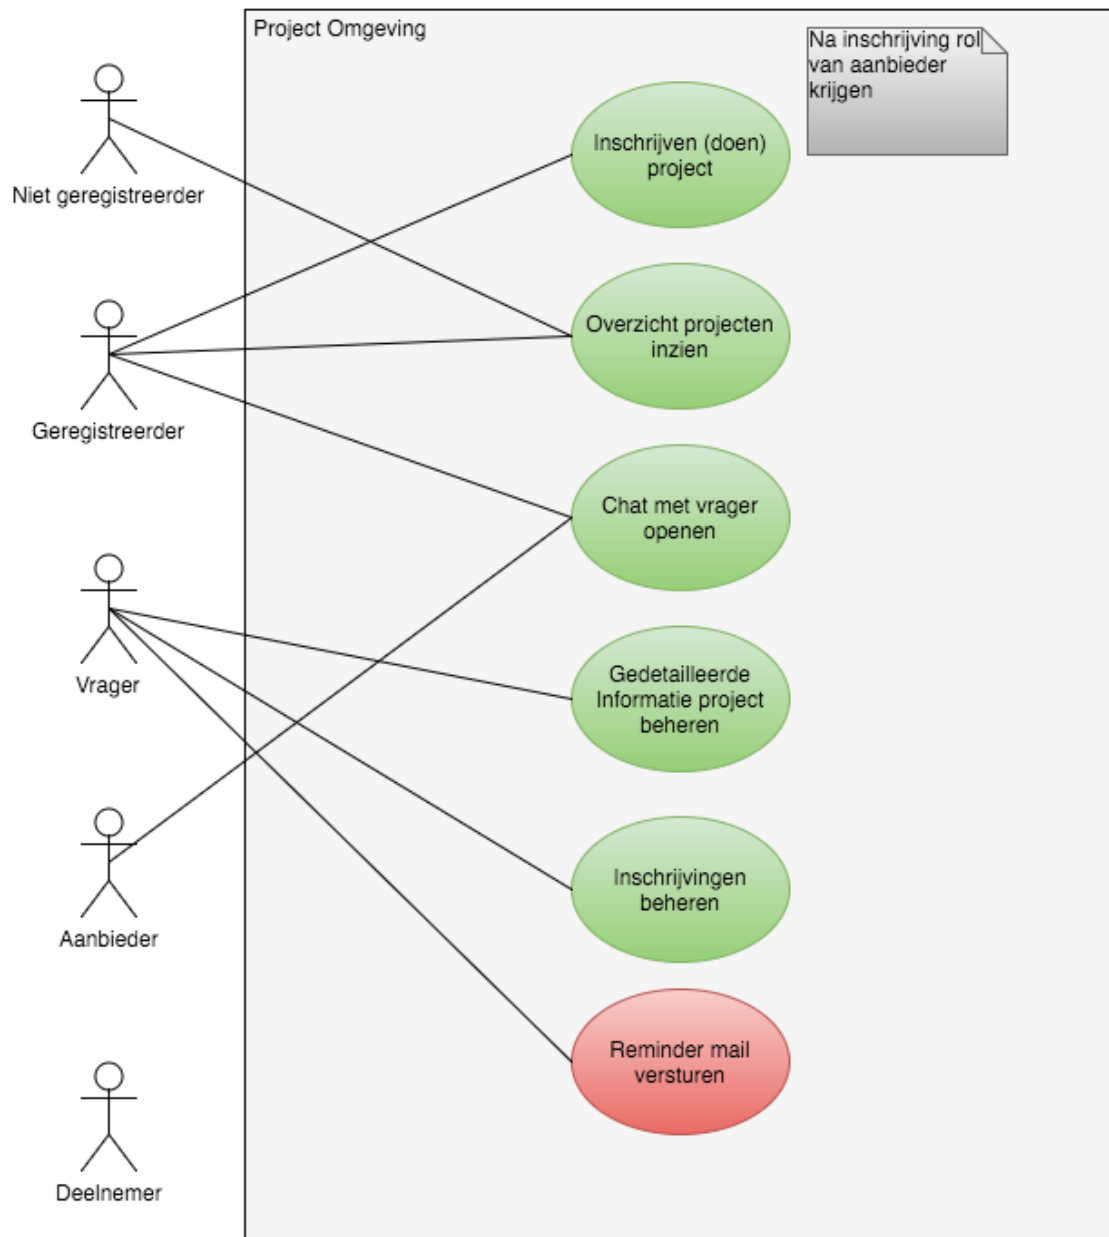 Project Omgeving
Na inschrijving rol
van aanbieder
krijgen
Niet geregistreerder
Inschrijven (doen)
project
Geregistreerder
Overzicht projecten
inzien
Chat met vrager
openen
Vrager
Gedetailleerde
Informatie project
beheren
Aanbieder
Inschrijvingen
beheren
Reminder mail
versturen
Deelnemer